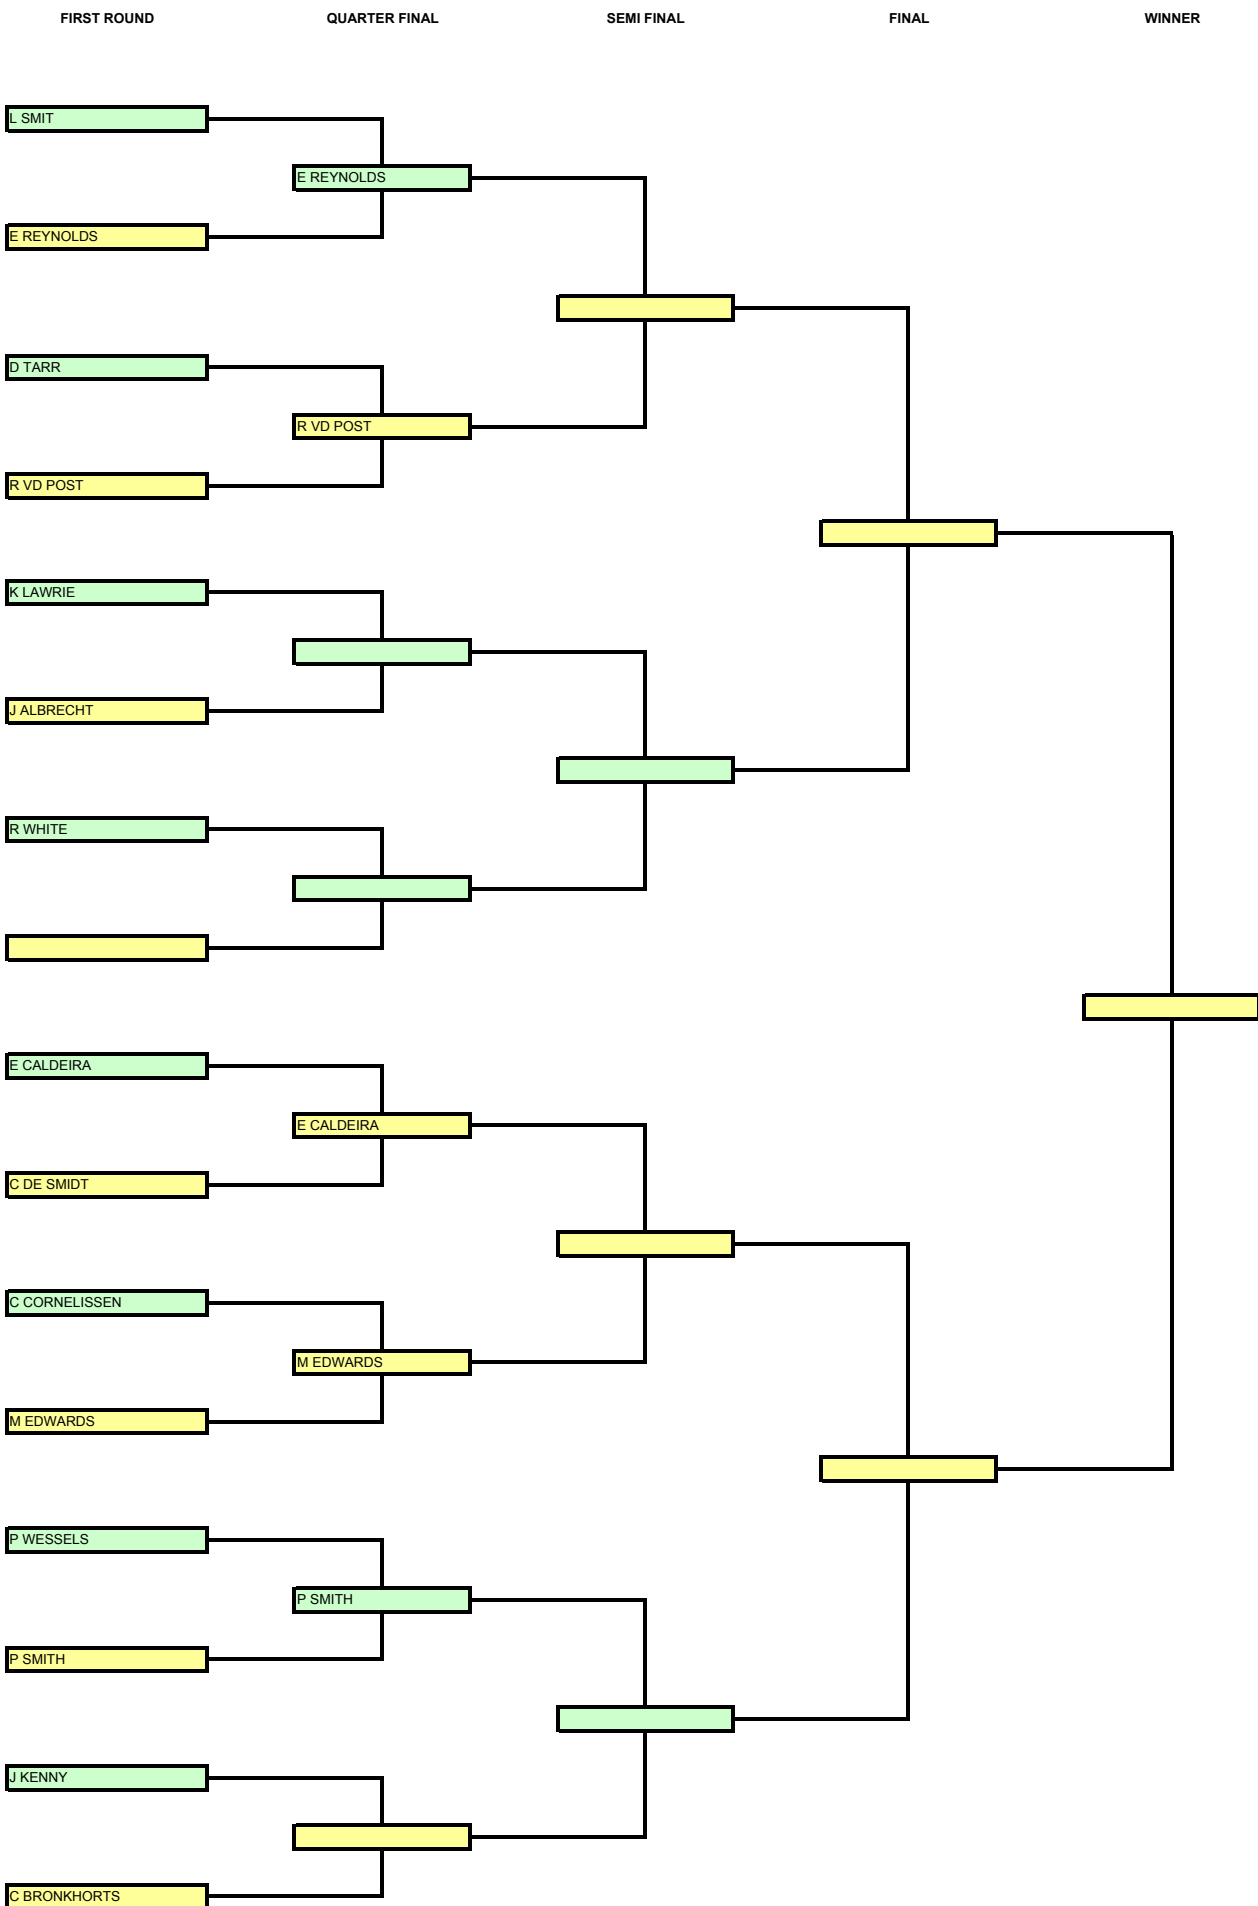 FIRST ROUND QUARTER FINAL SEMI FINAL FINAL WINNER
L SMIT
E REYNOLDS
E REYNOLDS
D TARR
R VD POST
R VD POST
K LAWRIE
J ALBRECHT
R WHITE
E CALDEIRA
E CALDEIRA
C DE SMIDT
C CORNELISSEN
M EDWARDS
M EDWARDS
P WESSELS
P SMITH
P SMITH
J KENNY
C BRONKHORTS